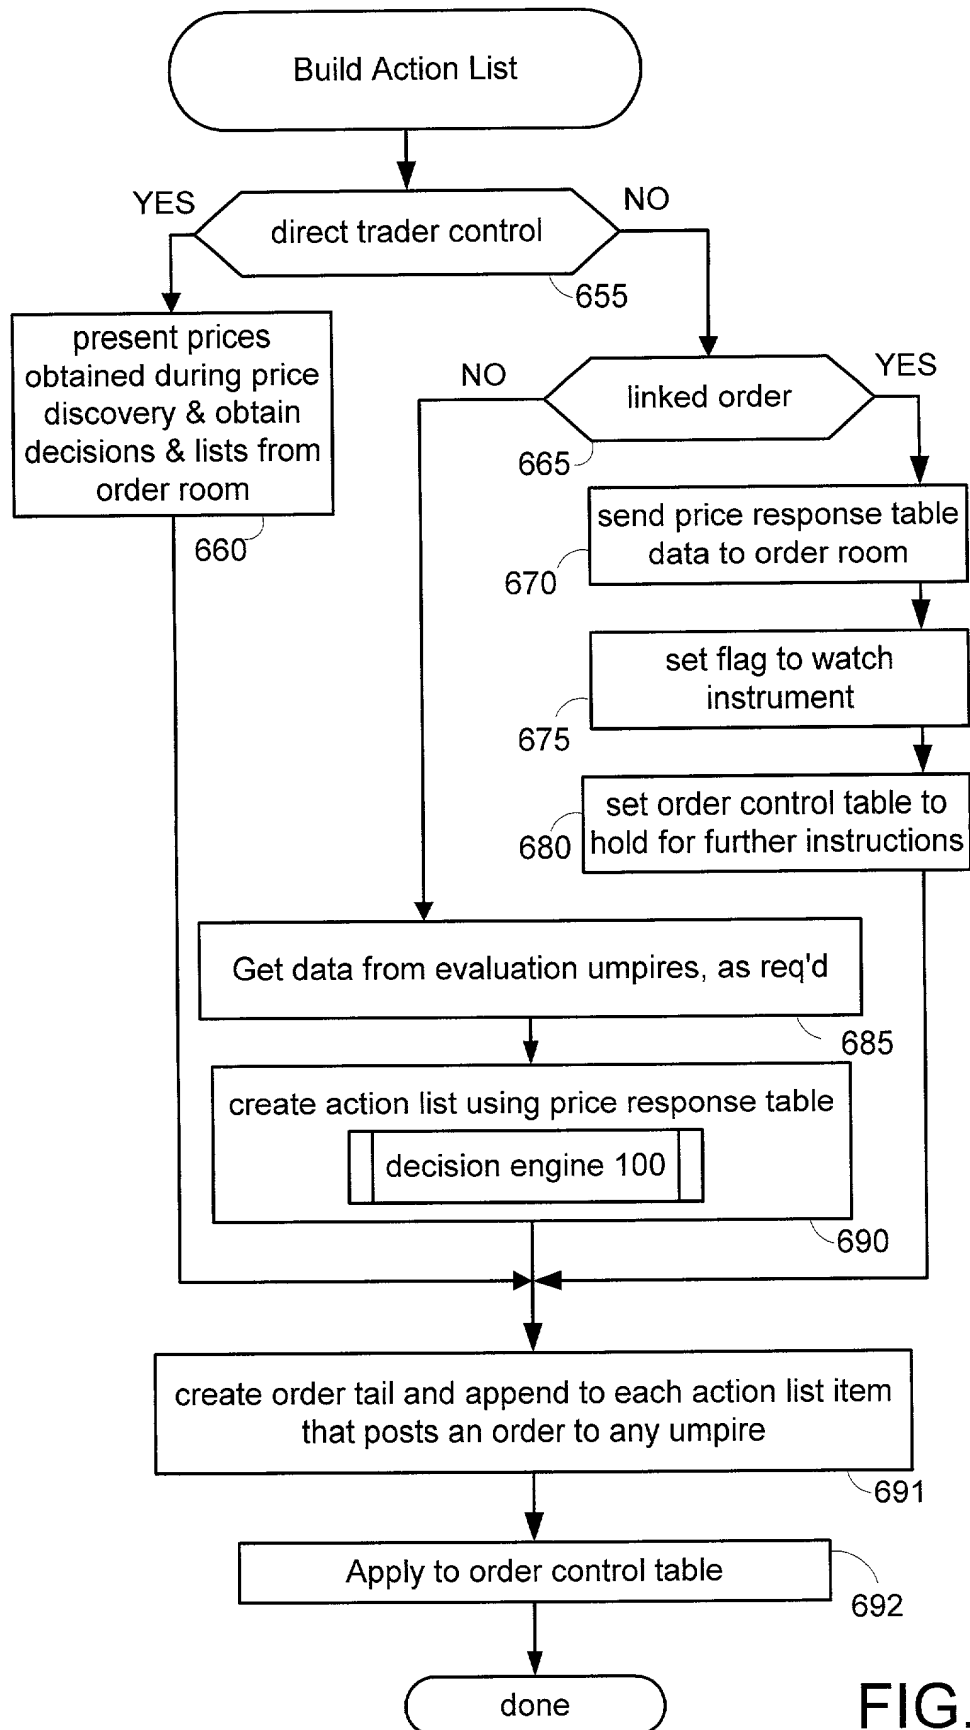 Build Action List
YES
NO
direct trader control
655
present prices
obtained during price
discovery & obtain
decisions & lists from
order room
660
NO
YES
linked order
665
send price response table
data to order room
670
set flag to watch
instrument
675
set order control table to
hold for further instructions
680
Get data from evaluation umpires, as req'd
685
create action list using price response table
decision engine 100
690
create order tail and append to each action list item
that posts an order to any umpire
691
Apply to order control table
692
done
FIG.